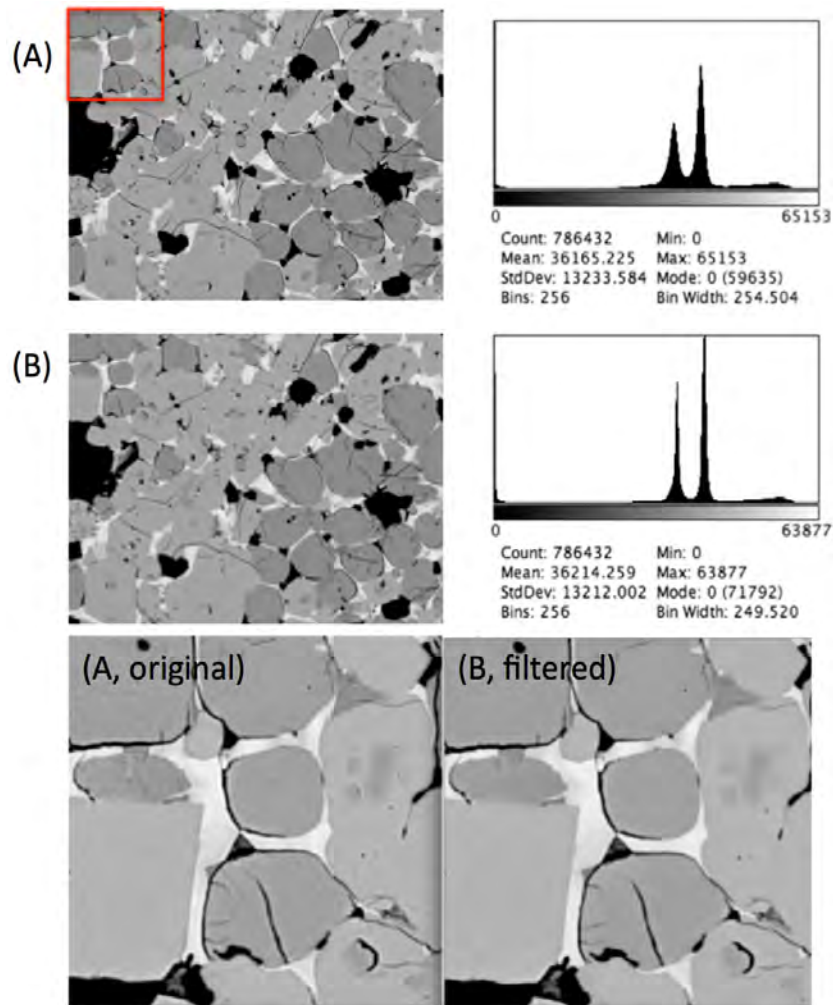 (A)
0 65153
Count: 786432 Min: 0
Mean: 36165.225 Max: 65153
StdDev: 13233.584 Mode: 0 (59635)
Bins: 256 Bin Width: 254.504
(B)
0 63877
Count: 786432 Min: 0
Mean: 36214.259 Max: 63877
StdDev: 13212.002 Mode: 0 (71792)
Bins: 256 Bin Width: 249.520
(A, original) (B, filtered)